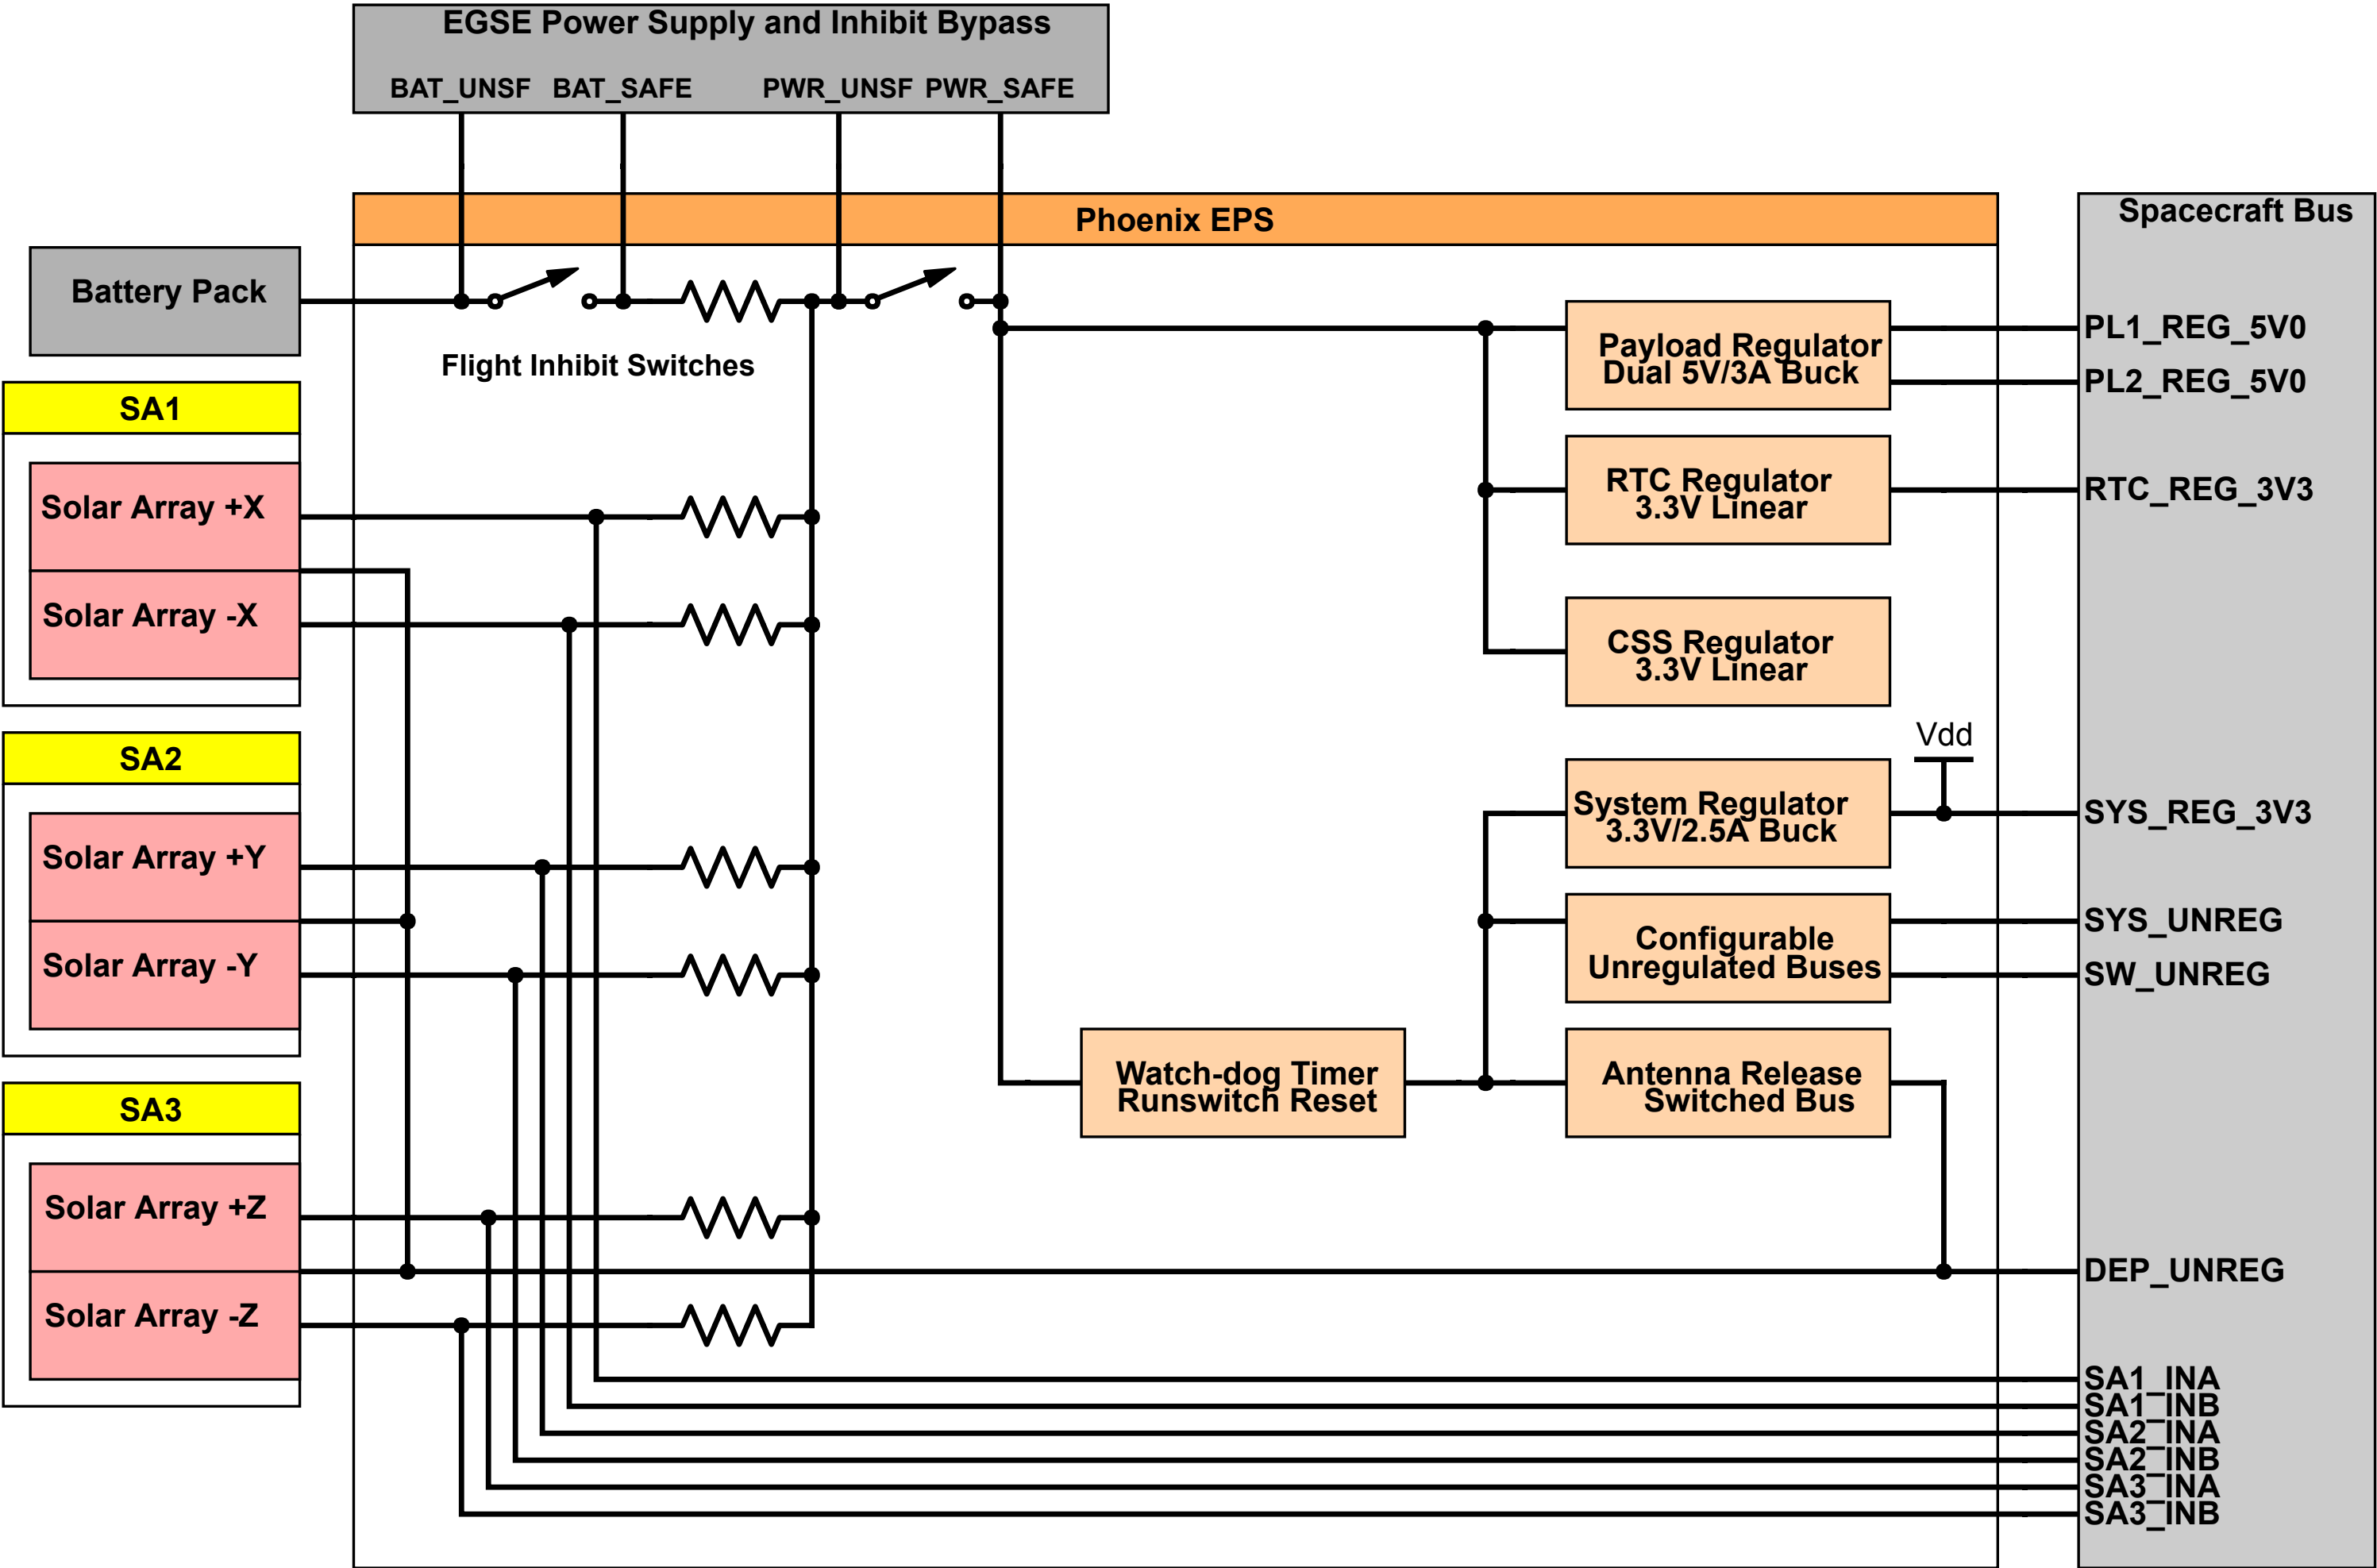 EGSE Power Supply and Inhibit Bypass
BAT_UNSF BAT_SAFE PWR_UNSF PWR_SAFE
Phoenix EPS
Spacecraft Bus
Battery Pack
Flight Inhibit Switches
SA1
Solar Array +X
Solar Array -X
SA2
Solar Array +Y
Solar Array -Y
SA3
Solar Array +Z
Solar Array -Z
Payload Regulator
Dual 5V/3A Buck
RTC Regulator
3.3V Linear
CSS Regulator
3.3V Linear
Vdd
System Regulator
3.3V/2.5A Buck
Configurable
Unregulated Buses
Watch-dog Timer
Runswitch Reset
Antenna Release
Switched Bus
PL1_REG_5V0
PL2_REG_5V0
RTC_REG_3V3
SYS_REG_3V3
SYS_UNREG
SW_UNREG
DEP_UNREG
SA1_INA
SA1_INB
SA2_INA
SA2_INB
SA3_INA
SA3_INB